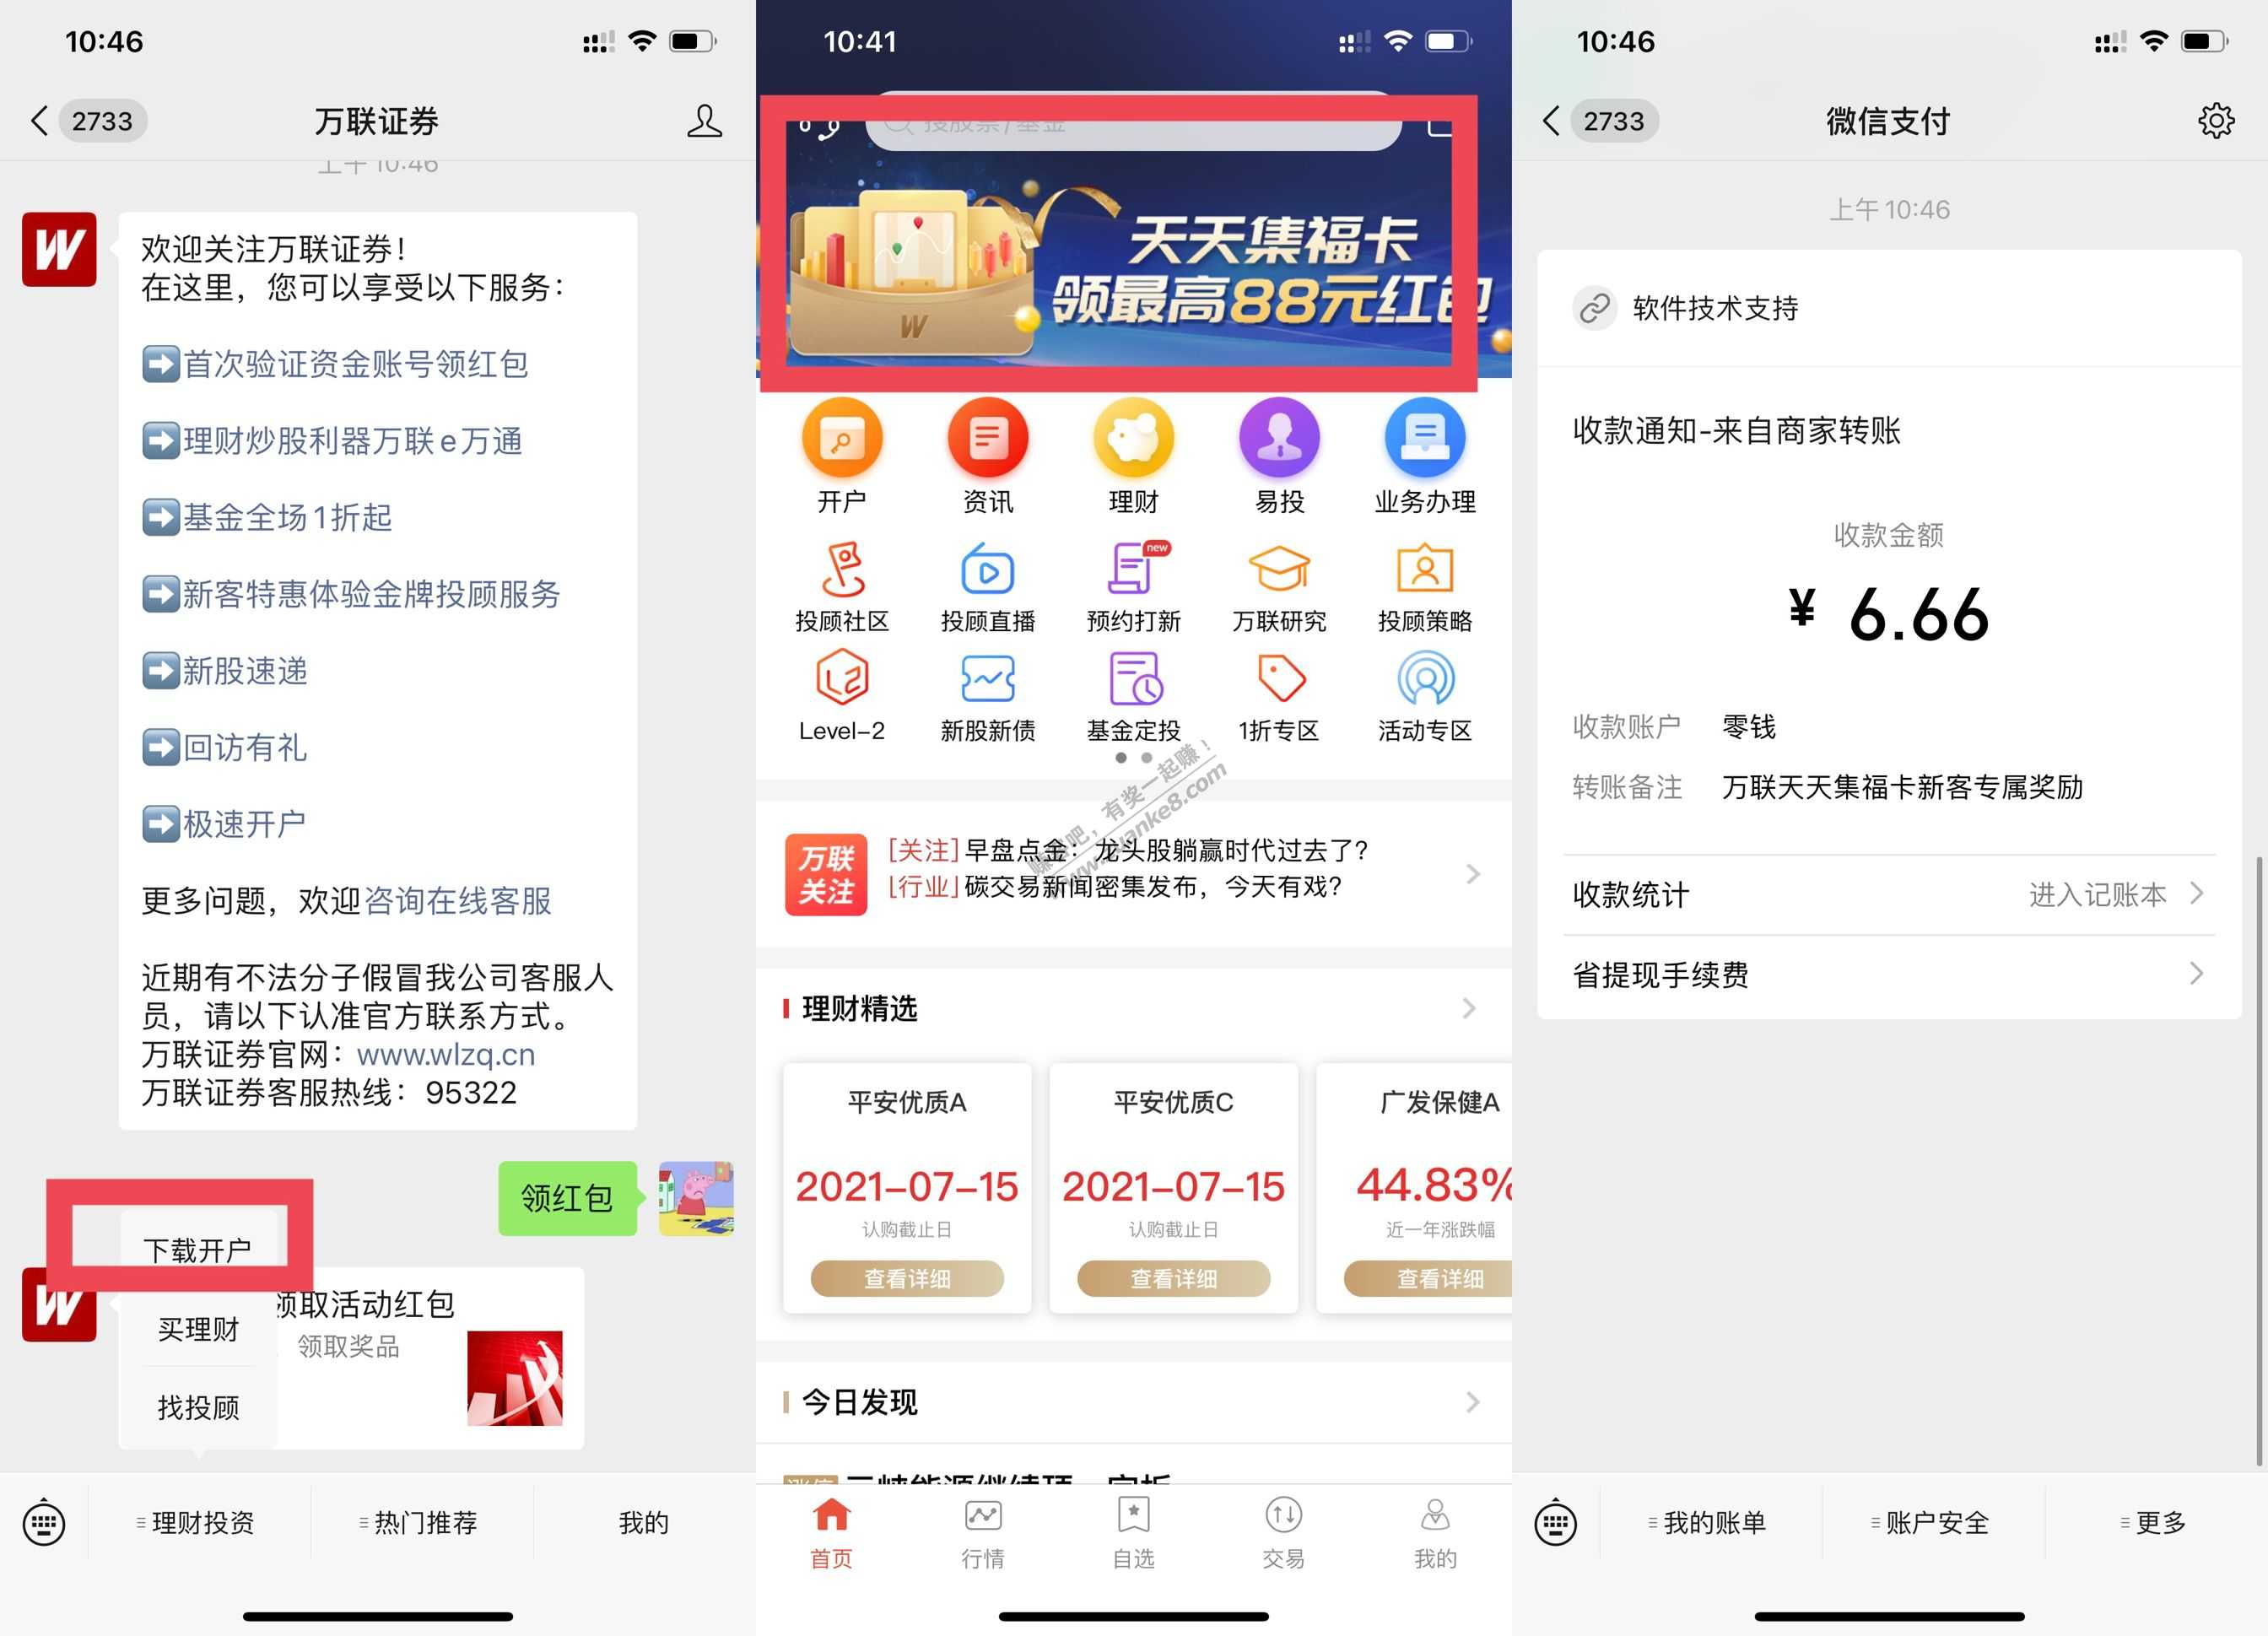 10:46
2733
万联证券
上午 10:46
欢迎关注万联证券！
在这里，您可以享受以下服务：
➡首次验证资金账号领红包
➡理财炒股利器万联e万通
➡基金全场1折起
➡新客特惠体验金牌投顾服务
➡新股速递
➡回访有礼
➡极速开户
更多问题，欢迎咨询在线客服
近期有不法分子假冒我公司客服人
员，请以下认准官方联系方式。
万联证券官网：www.wlzq.cn
万联证券客服热线：95322
领红包
下载开户
领取活动红包
买理财
领取奖品
找投顾
理财投资
热门推荐
我的
10:41
搜股票/基金
天天集福卡
领最高88元红包
W
开户
资讯
理财
易投
业务办理
new
投顾社区
投顾直播
预约打新
万联研究
投顾策略
L2
Level-2
新股新债
基金定投
1折专区
活动专区
万联
关注
[关注]早盘点金：龙头股躺赢时代过去了？
[行业]碳交易新闻密集发布，今天有戏？
赚客吧，有奖一起赚！
www.zuanke8.com
理财精选
平安优质A
2021-07-15
认购截止日
查看详细
平安优质C
2021-07-15
认购截止日
查看详细
广发保健A
44.83%
近一年涨跌幅
查看详细
今日发现
首页
行情
自选
交易
我的
10:46
2733
微信支付
上午 10:46
软件技术支持
收款通知-来自商家转账
收款金额
¥ 6.66
收款账户 零钱
转账备注 万联天天集福卡新客专属奖励
收款统计 进入记账本
省提现手续费
我的账单
账户安全
更多